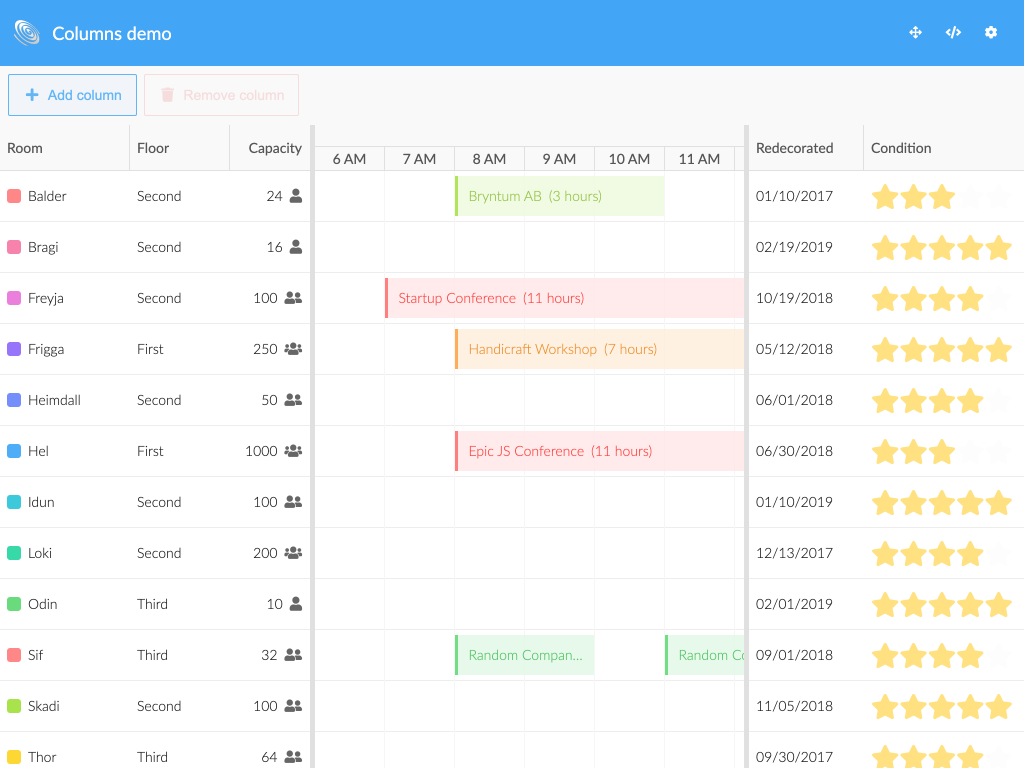 Columns demo
Add column Remove column
Room Floor Capacity Redecorated Condition
6 AM 7 AM 8 AM 9 AM 10 AM 11 AM
Balder Second 24 Bryntum AB (3 hours) 01/10/2017
Bragi Second 16 02/19/2019
Freyja Second 100 Startup Conference (11 hours) 10/19/2018
Frigga First 250 Handicraft Workshop (7 hours) 05/12/2018
Heimdall Second 50 06/01/2018
Hel First 1000 Epic JS Conference (11 hours) 06/30/2018
Idun Second 100 01/10/2019
Loki Second 200 12/13/2017
Odin Third 10 02/01/2019
Sif Third 32 Random Compan... Random Co 09/01/2018
Skadi Second 100 11/05/2018
Thor Third 64 09/30/2017